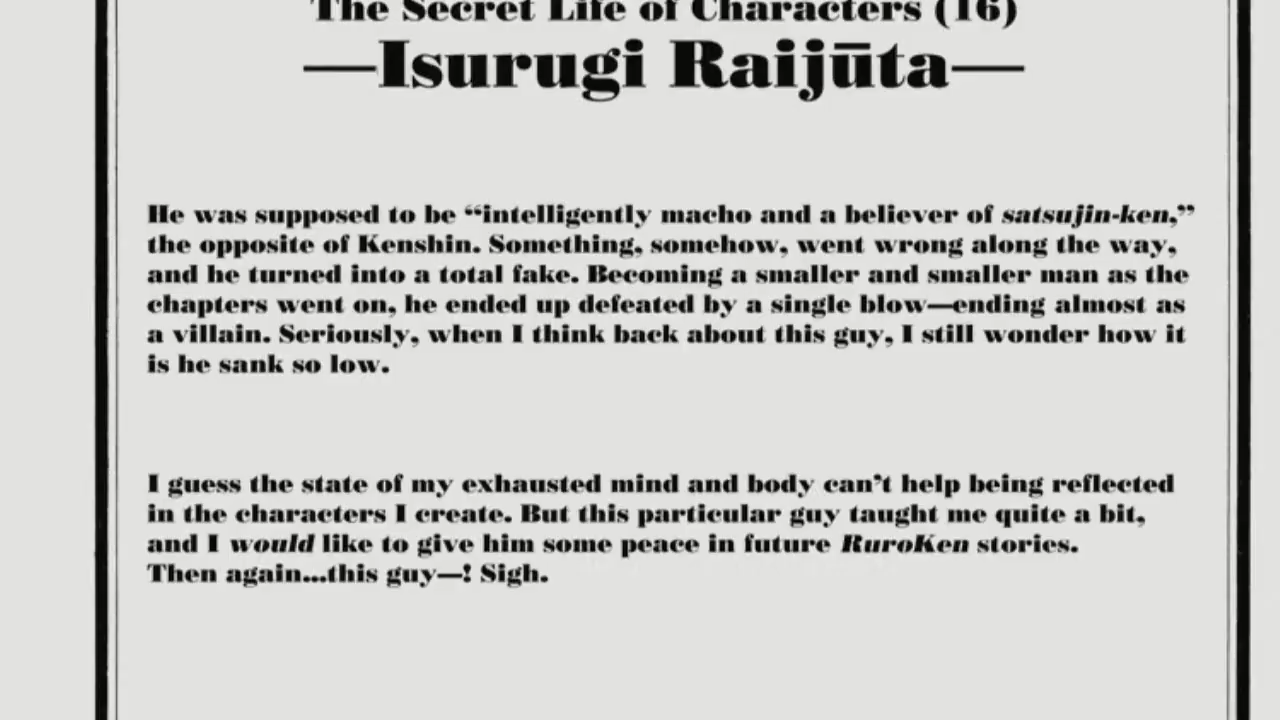 The Secret Life of Characters (16)
—Isurugi Raijūta—
He was supposed to be “intelligently macho and a believer of satsujin-ken,”
the opposite of Kenshin. Something, somehow, went wrong along the way,
and he turned into a total fake. Becoming a smaller and smaller man as the
chapters went on, he ended up defeated by a single blow—ending almost as
a villain. Seriously, when I think back about this guy, I still wonder how it
is he sank so low.
I guess the state of my exhausted mind and body can’t help being reflected
in the characters I create. But this particular guy taught me quite a bit,
and I would like to give him some peace in future RuroKen stories.
Then again...this guy—! Sigh.